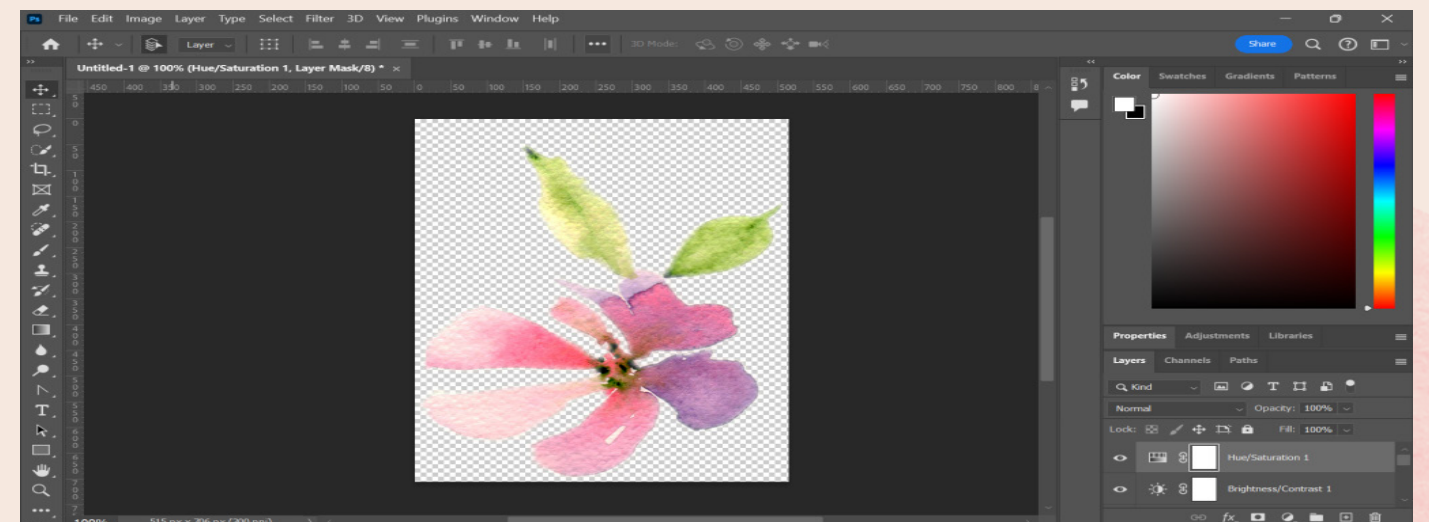 Ps File Edit Image Layer Type Select Filter 3D View Plugins Window Help
Layer 3D Mode: Share
Untitled-1 @ 100% (Hue/Saturation 1, Layer Mask/8) * ×
450 400 350 300 250 200 150 100 50 0 50 100 150 200 250 300 350 400 450 500 550 600 650 700 750 800
Color Swatches Gradients Patterns
Properties Adjustments Libraries
Layers Channels Paths
Kind
Normal Opacity: 100%
Lock: Fill: 100%
Hue/Saturation 1
Brightness/Contrast 1
fx
100%